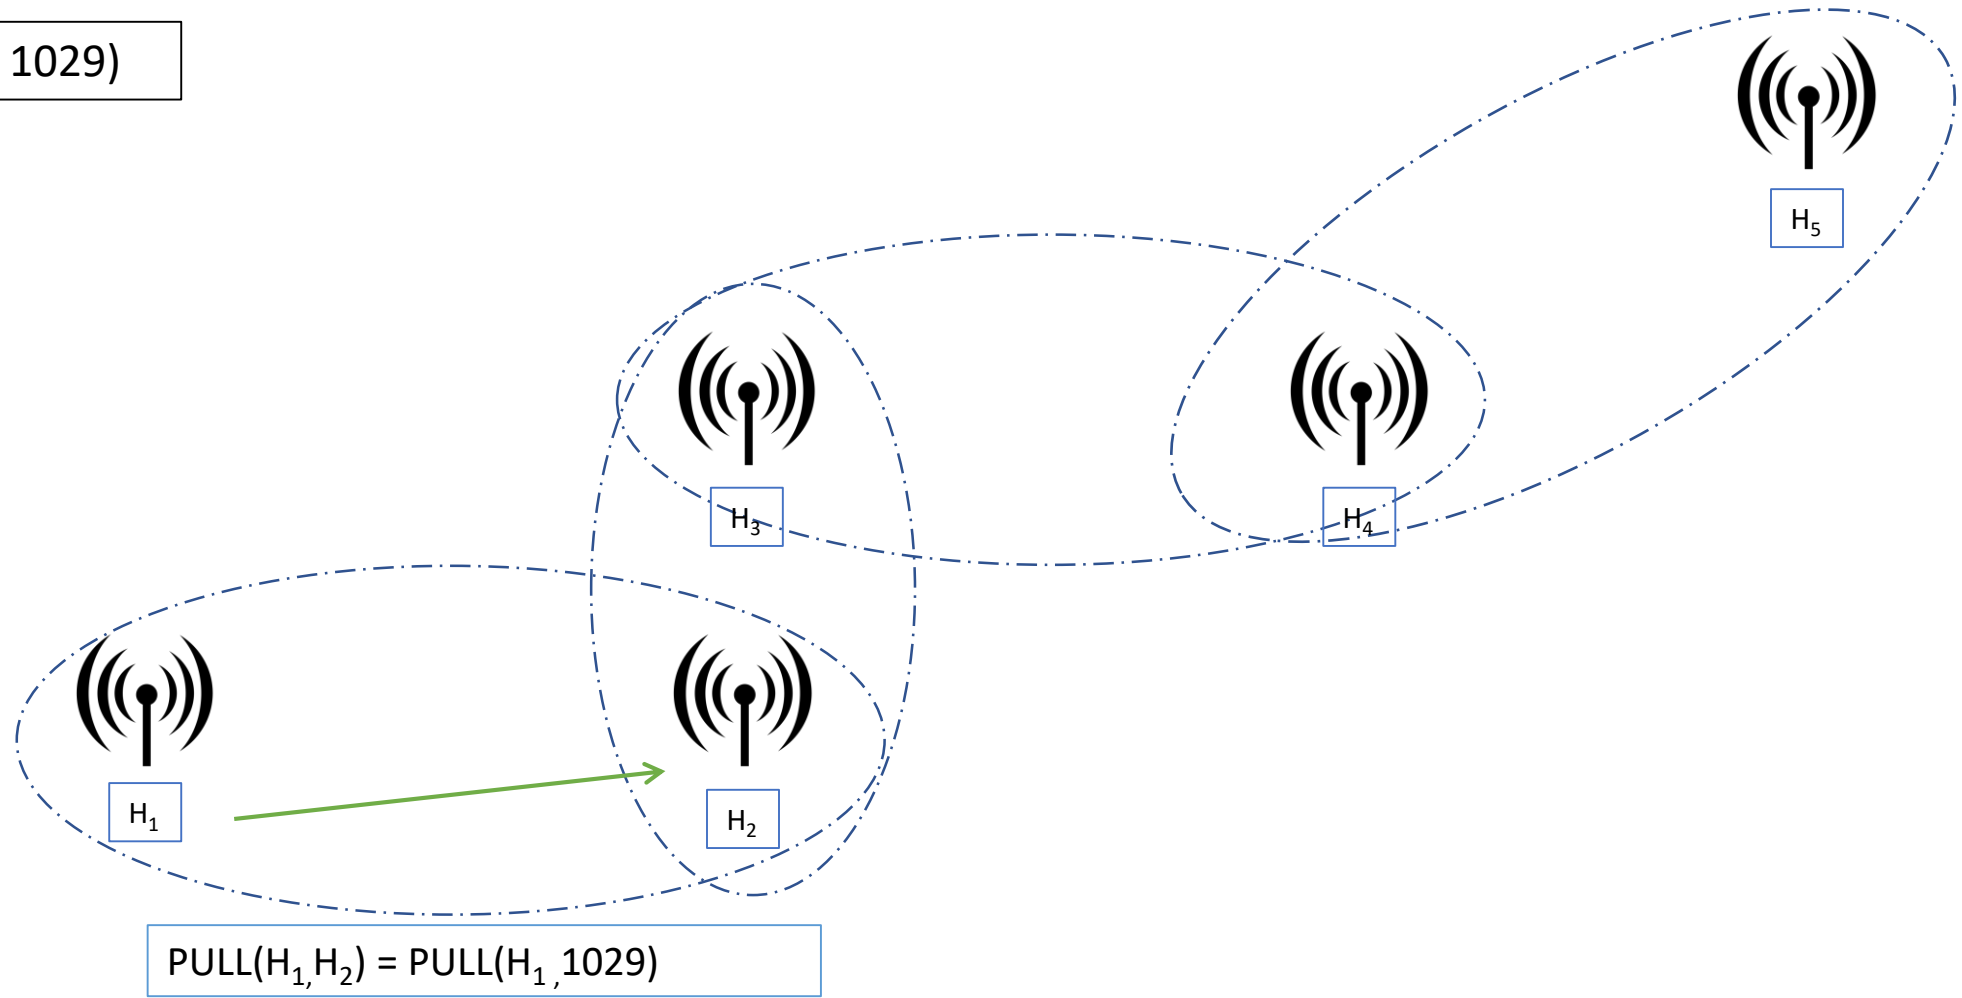 1029)
H₅
H₃
H₄
H₁
H₂
PULL(H₁,H₂) = PULL(H₁ ,1029)